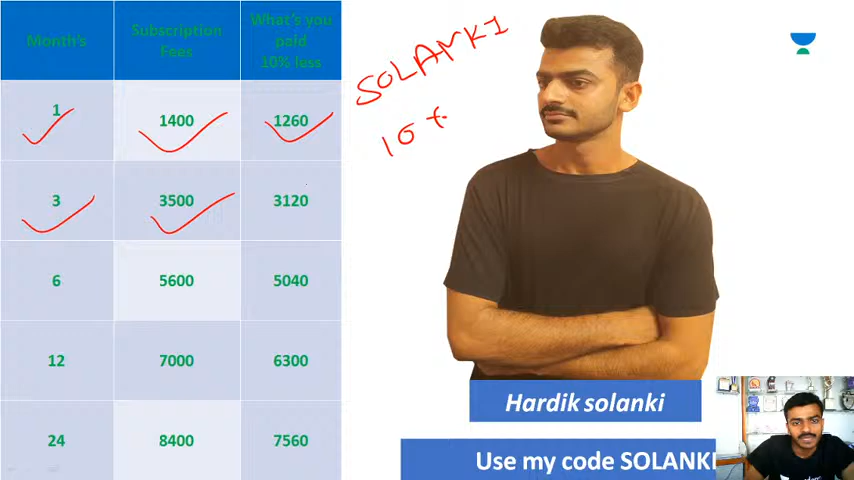 Month's
Subscription
Fees
What's you
paid
10% less
1
1400
1260
3
3500
3120
6
5600
5040
12
7000
6300
24
8400
7560
SOLANKI
10 %
Hardik solanki
Use my code SOLANKI